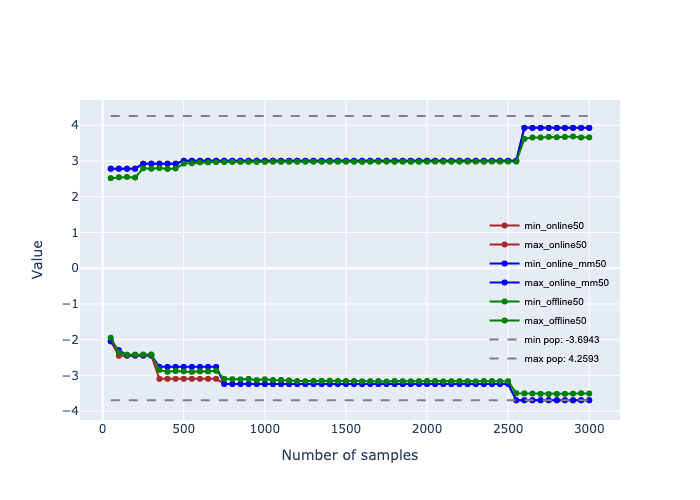 4
3
2
1
0
−1
−2
−3
−4
Value
0
500
1000
1500
2000
2500
3000
Number of samples
min_online50
max_online50
min_online_mm50
max_online_mm50
min_offline50
max_offline50
min pop: -3.6943
max pop: 4.2593